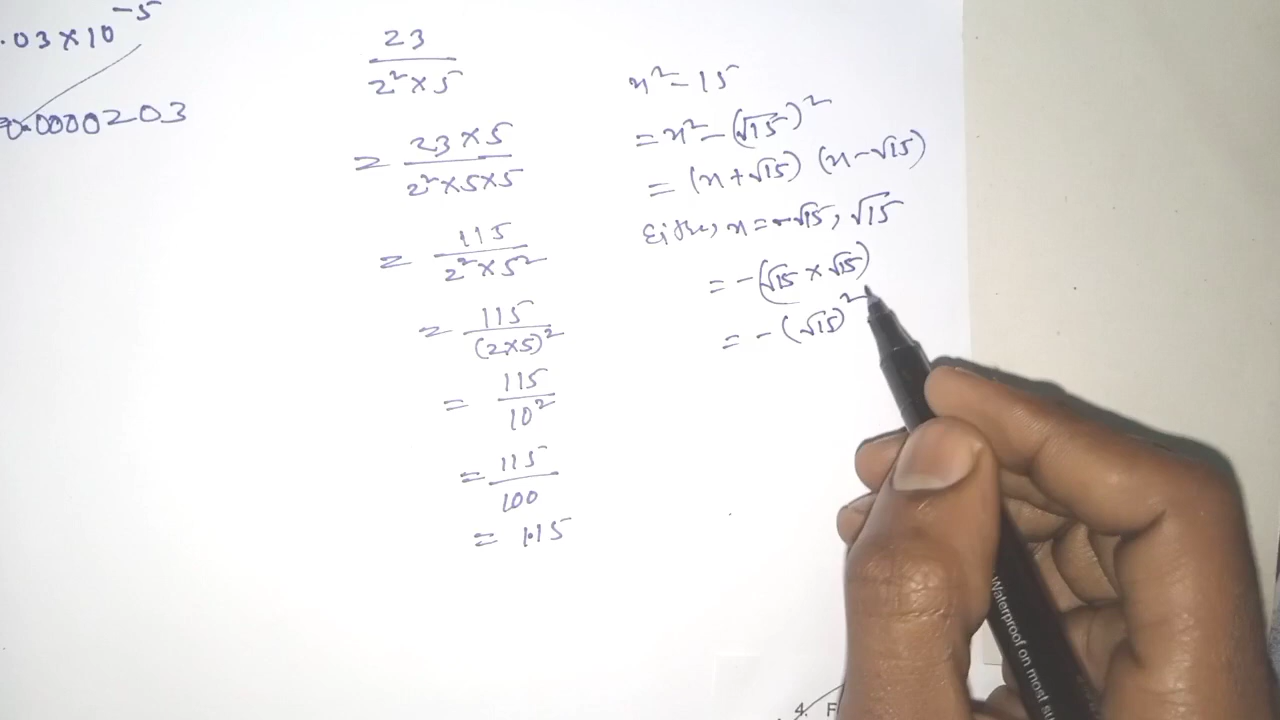 .03×10⁻⁵
=0.0000203
23
2²×5
= 23×5
2²×5×5
= 115
2²×5²
= 115
(2×5)²
= 115
10²
= 115
100
= 1.15
x²-15
= x²-(√15)²
= (x+√15) (x-√15)
Either, x=-√15, √15
= -(√15 × √15)
= -(√15)²
Waterproof on most su
4. F